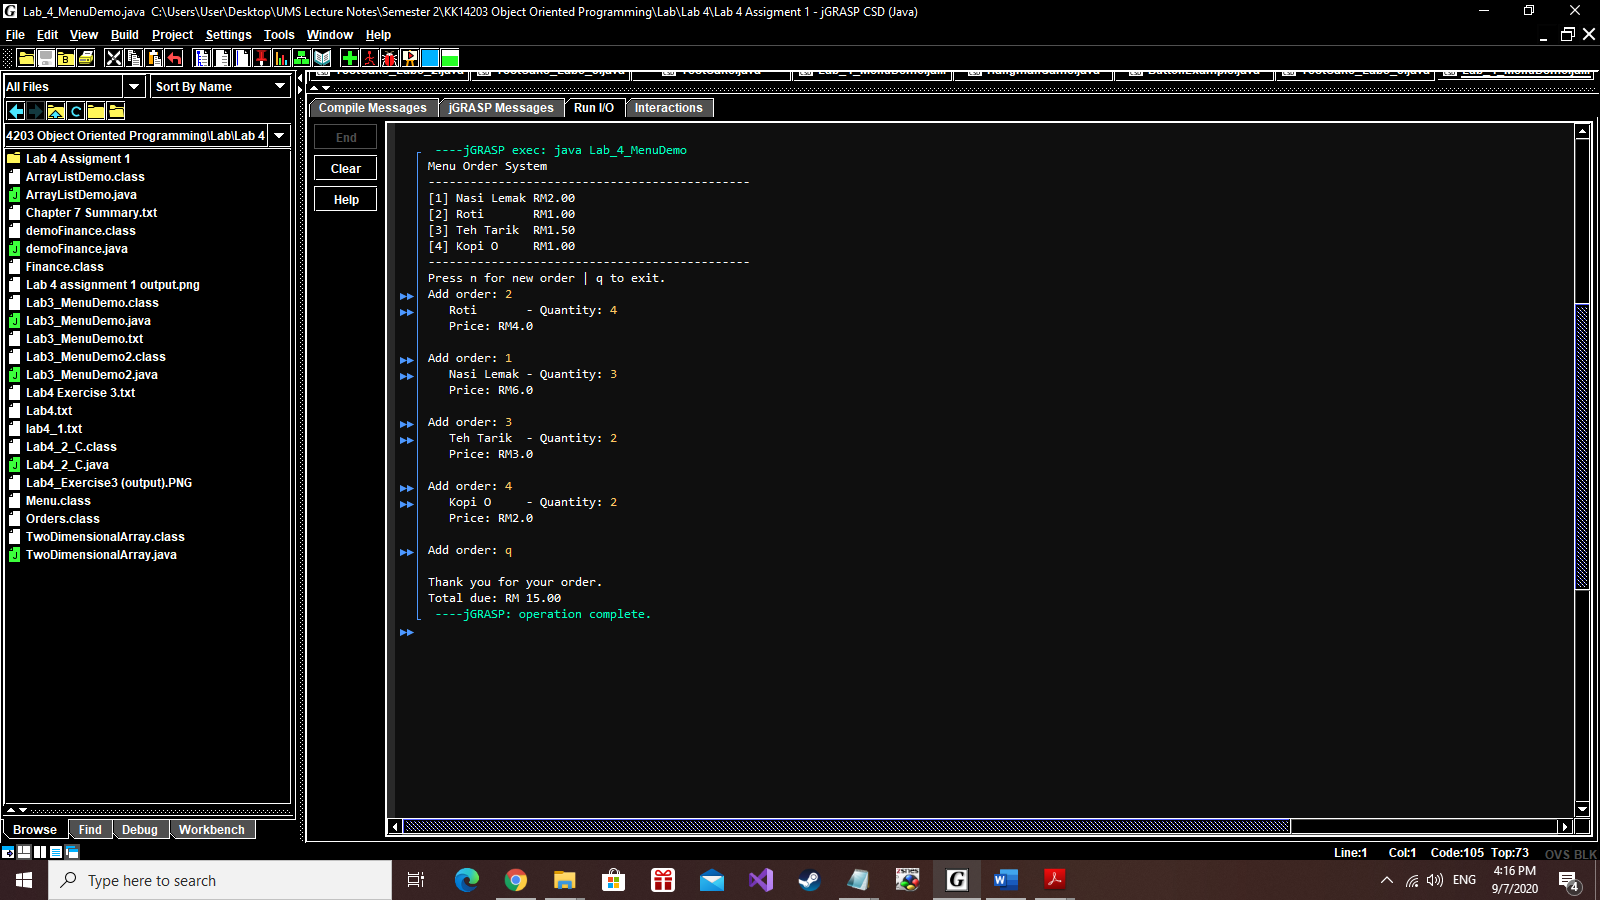 Lab_4_MenuDemo.java  C:\Users\User\Desktop\UMS Lecture Notes\Semester 2\KK14203 Object Oriented Programming\Lab\Lab 4\Lab 4 Assigment 1 - jGRASP CSD (Java)
File Edit View Build Project Settings Tools Window Help
All Files
Sort By Name
4203 Object Oriented Programming\Lab\Lab 4
Lab 4 Assigment 1
ArrayListDemo.class
ArrayListDemo.java
Chapter 7 Summary.txt
demoFinance.class
demoFinance.java
Finance.class
Lab 4 assignment 1 output.png
Lab3_MenuDemo.class
Lab3_MenuDemo.java
Lab3_MenuDemo.txt
Lab3_MenuDemo2.class
Lab3_MenuDemo2.java
Lab4 Exercise 3.txt
Lab4.txt
lab4_1.txt
Lab4_2_C.class
Lab4_2_C.java
Lab4_Exercise3 (output).PNG
Menu.class
Orders.class
TwoDimensionalArray.class
TwoDimensionalArray.java
Browse Find Debug Workbench
Compile Messages jGRASP Messages Run I/O Interactions
End
Clear
Help
----jGRASP exec: java Lab_4_MenuDemo
Menu Order System
----------------------------------------------
[1] Nasi Lemak RM2.00
[2] Roti       RM1.00
[3] Teh Tarik  RM1.50
[4] Kopi O     RM1.00
----------------------------------------------
Press n for new order | q to exit.
Add order: 2
Roti       - Quantity: 4
Price: RM4.0
Add order: 1
Nasi Lemak - Quantity: 3
Price: RM6.0
Add order: 3
Teh Tarik  - Quantity: 2
Price: RM3.0
Add order: 4
Kopi O     - Quantity: 2
Price: RM2.0
Add order: q
Thank you for your order.
Total due: RM 15.00
----jGRASP: operation complete.
Line:1 Col:1 Code:105 Top:73 OVS BLK
Type here to search
ENG
4:16 PM
9/7/2020
4